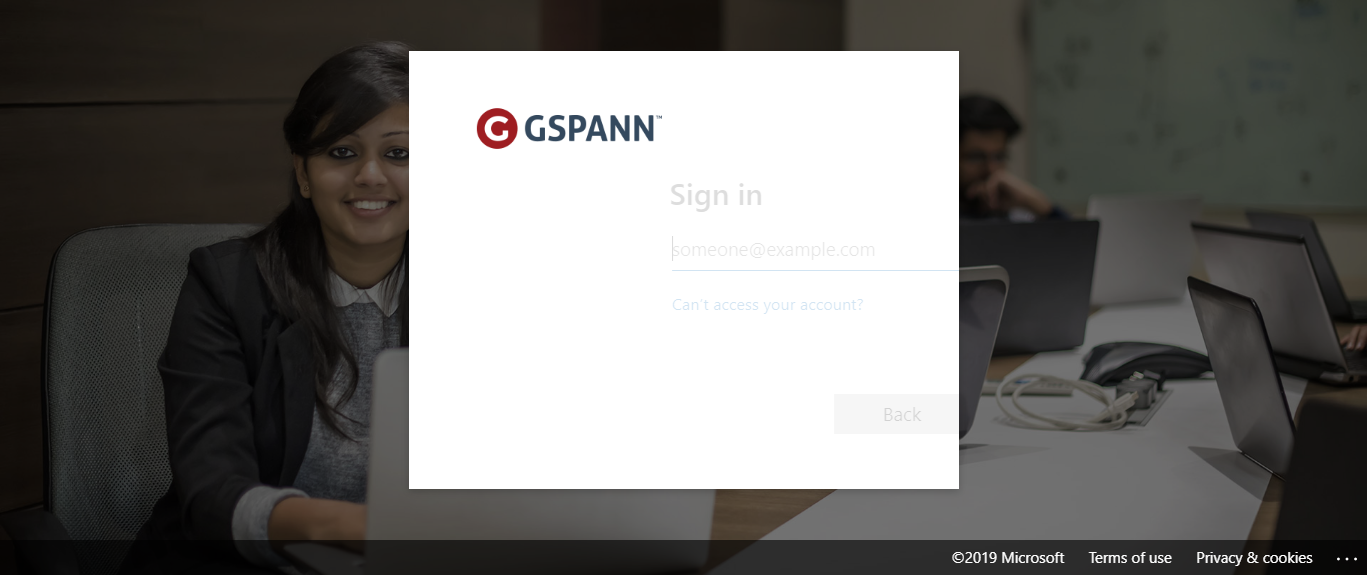 GSPANN™
Sign in
someone@example.com
Can't access your account?
Back
©2019 Microsoft Terms of use Privacy & cookies ...